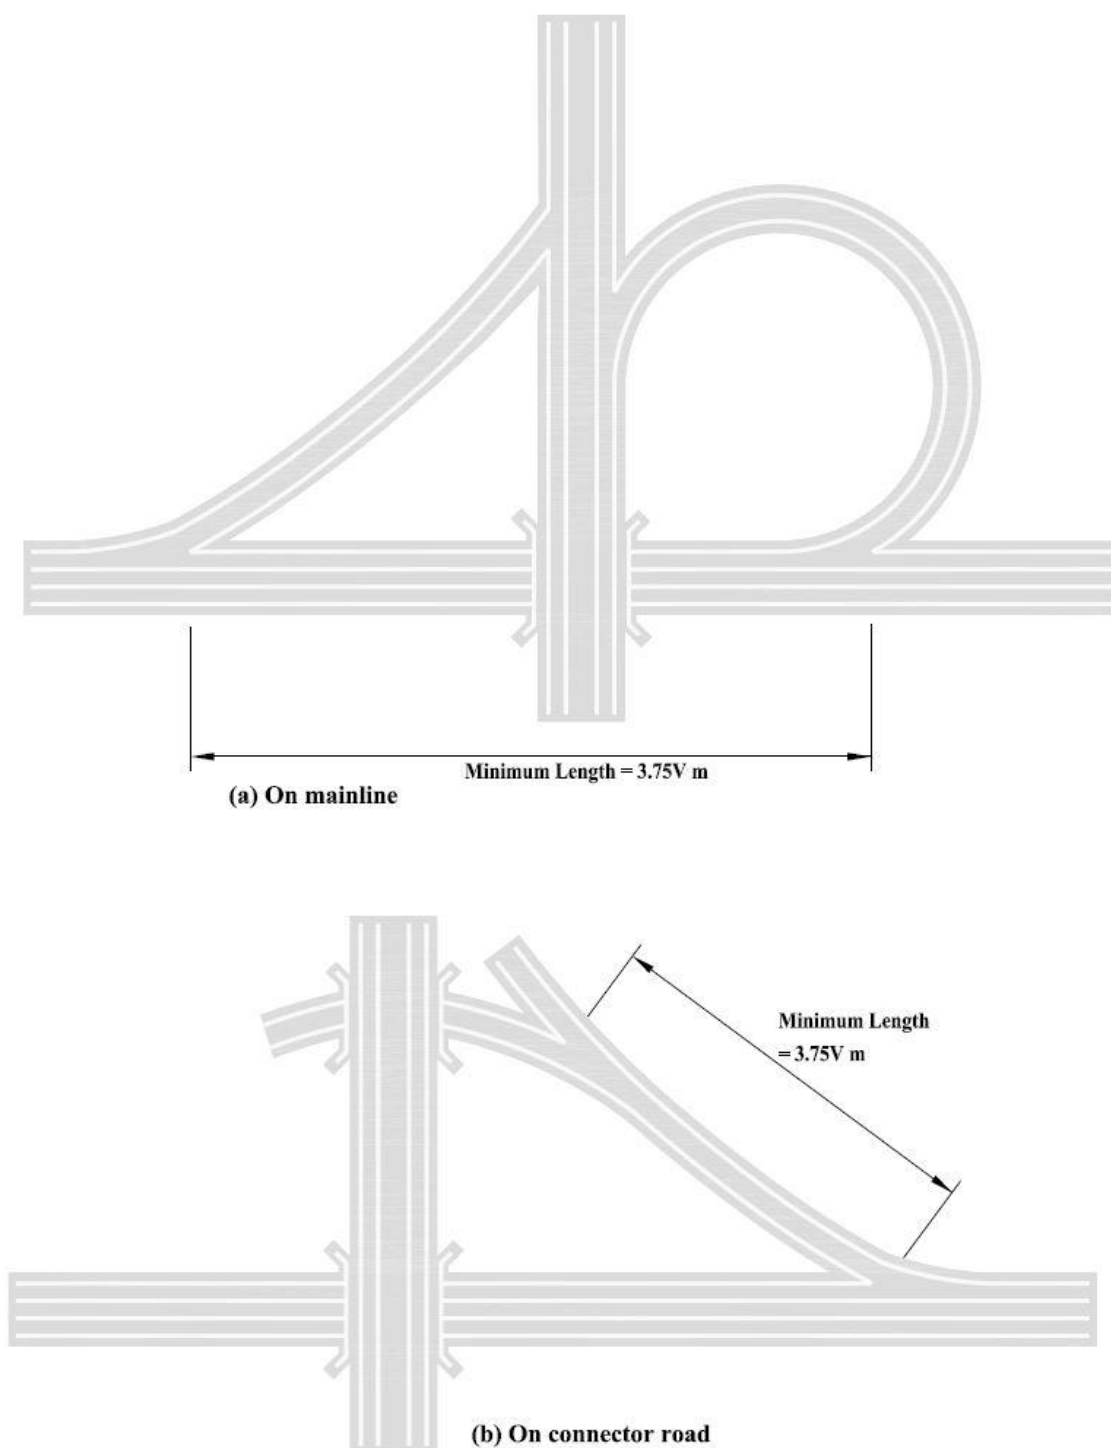 Minimum Length = 3.75V m
(a) On mainline
Minimum Length
= 3.75V m
(b) On connector road